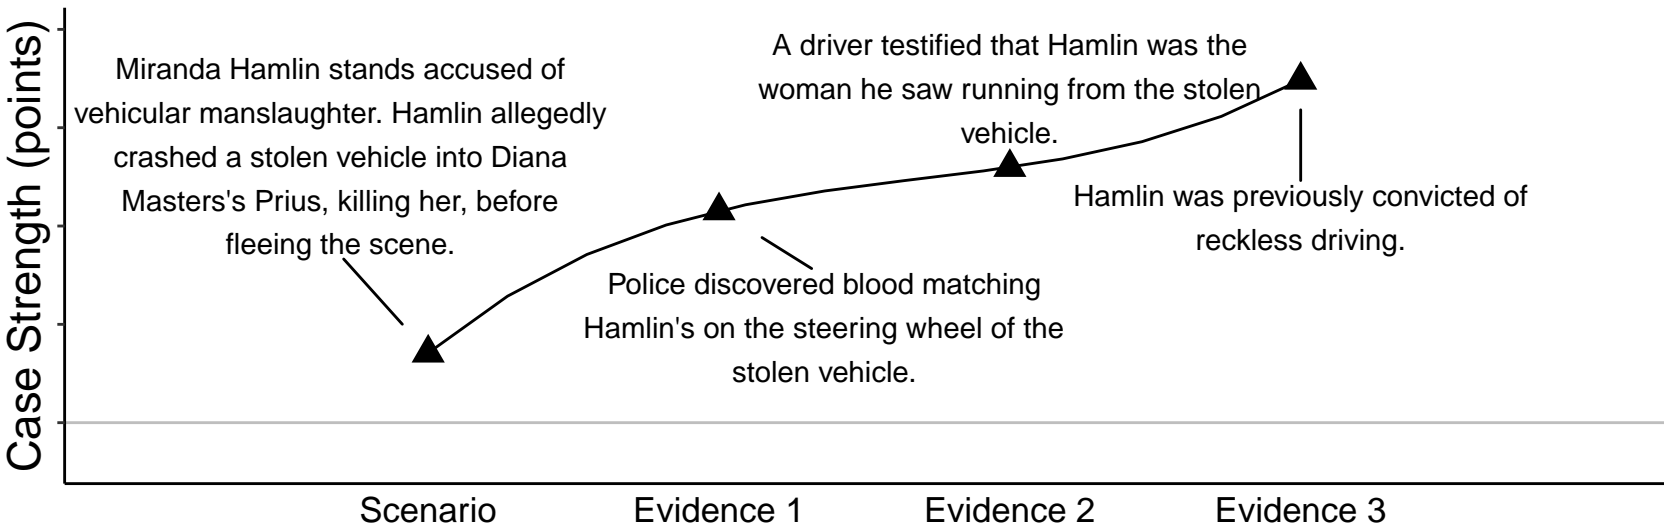 Case Strength (points)
Miranda Hamlin stands accused of
vehicular manslaughter. Hamlin allegedly
crashed a stolen vehicle into Diana
Masters's Prius, killing her, before
fleeing the scene.
Police discovered blood matching
Hamlin's on the steering wheel of the
stolen vehicle.
A driver testified that Hamlin was the
woman he saw running from the stolen
vehicle.
Hamlin was previously convicted of
reckless driving.
Scenario
Evidence 1
Evidence 2
Evidence 3